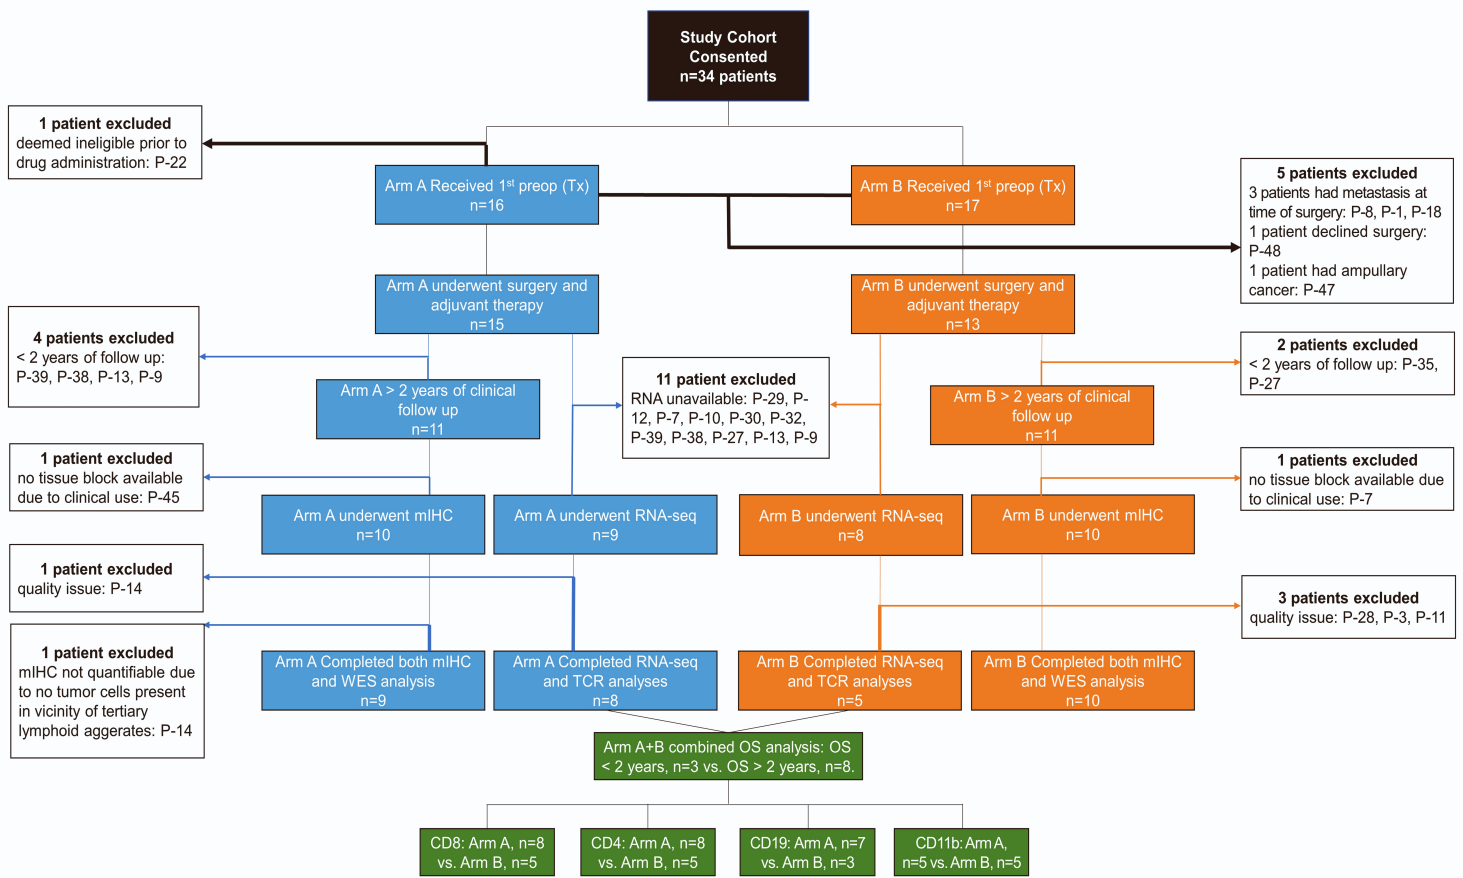 Study Cohort
Consented
n=34 patients
1 patient excluded
deemed ineligible prior to
drug administration: P-22
Arm A Received 1st preop (Tx)
n=16
Arm B Received 1st preop (Tx)
n=17
5 patients excluded
3 patients had metastasis at
time of surgery: P-8, P-1, P-18
1 patient declined surgery:
P-48
1 patient had ampullary
cancer: P-47
Arm A underwent surgery and
adjuvant therapy
n=15
Arm B underwent surgery and
adjuvant therapy
n=13
4 patients excluded
< 2 years of follow up:
P-39, P-38, P-13, P-9
2 patients excluded
< 2 years of follow up: P-35,
P-27
11 patient excluded
RNA unavailable: P-29, P-
12, P-7, P-10, P-30, P-32,
P-39, P-38, P-27, P-13, P-9
Arm A > 2 years of clinical
follow up
n=11
Arm B > 2 years of clinical
follow up
n=11
1 patient excluded
no tissue block available
due to clinical use: P-45
1 patients excluded
no tissue block available due
to clinical use: P-7
Arm A underwent mIHC
n=10
Arm A underwent RNA-seq
n=9
Arm B underwent RNA-seq
n=8
Arm B underwent mIHC
n=10
1 patient excluded
quality issue: P-14
3 patients excluded
quality issue: P-28, P-3, P-11
1 patient excluded
mIHC not quantifiable due
to no tumor cells present
in vicinity of tertiary
lymphoid aggerates: P-14
Arm A Completed both mIHC
and WES analysis
n=9
Arm A Completed RNA-seq
and TCR analyses
n=8
Arm B Completed RNA-seq
and TCR analyses
n=5
Arm B Completed both mIHC
and WES analysis
n=10
Arm A+B combined OS analysis: OS
< 2 years, n=3 vs. OS > 2 years, n=8.
CD8: Arm A, n=8
vs. Arm B, n=5
CD4: Arm A, n=8
vs. Arm B, n=5
CD19: Arm A, n=7
vs. Arm B, n=3
CD11b: Arm A,
n=5 vs. Arm B, n=5